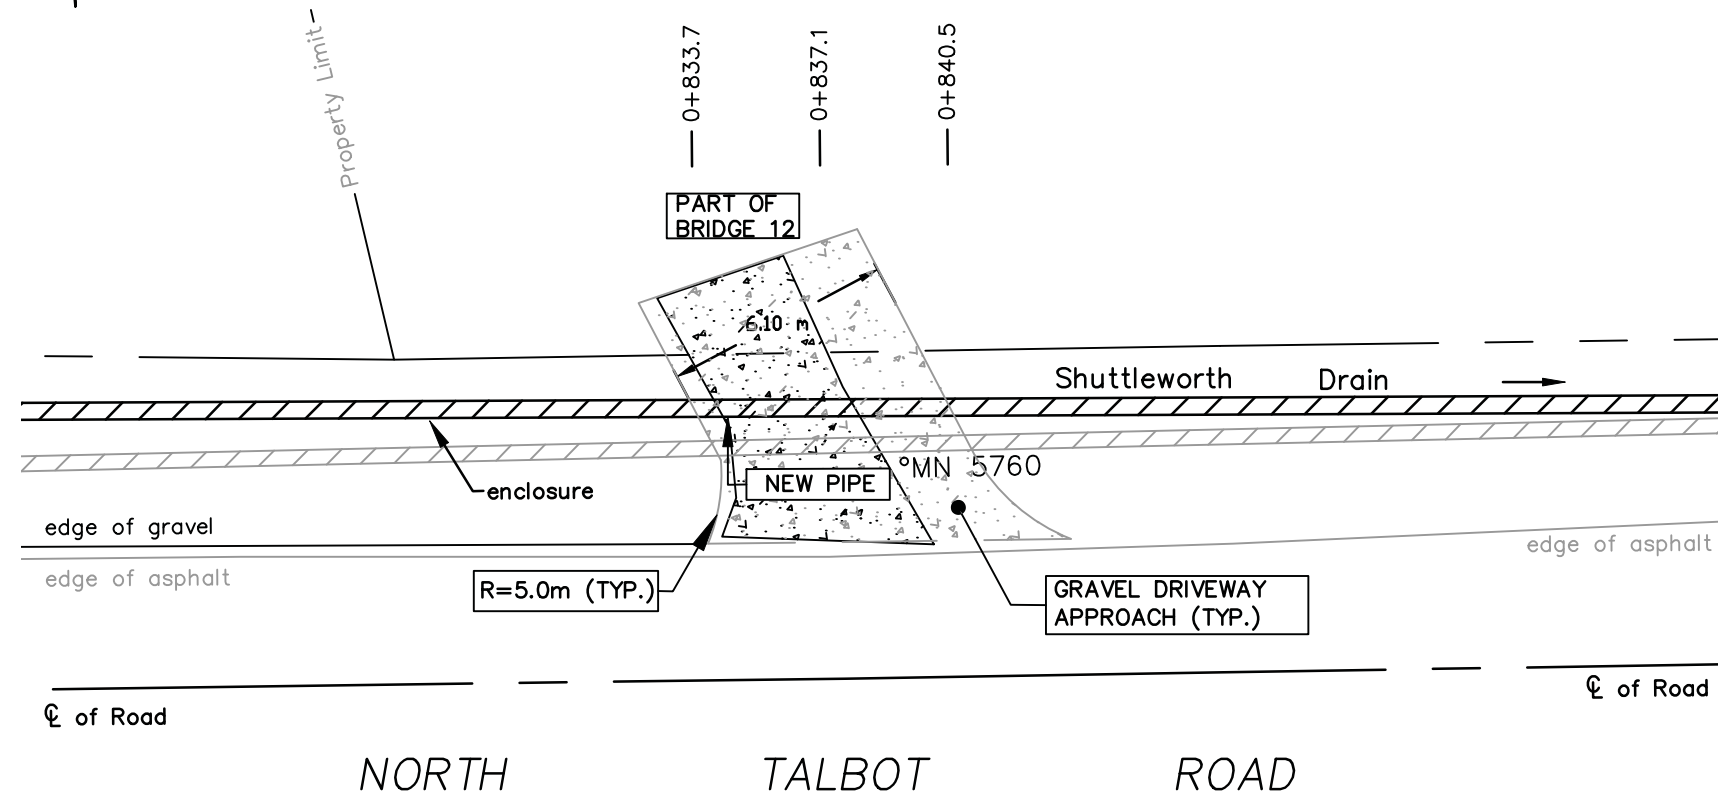 Property Limit
0+833.7
0+837.1
0+840.5
PART OF
BRIDGE 12
6.10 m
Shuttleworth Drain
°MN 5760
NEW PIPE
enclosure
edge of gravel
edge of asphalt
edge of asphalt
R=5.0m (TYP.)
GRAVEL DRIVEWAY
APPROACH (TYP.)
℄ of Road
℄ of Road
NORTH TALBOT ROAD